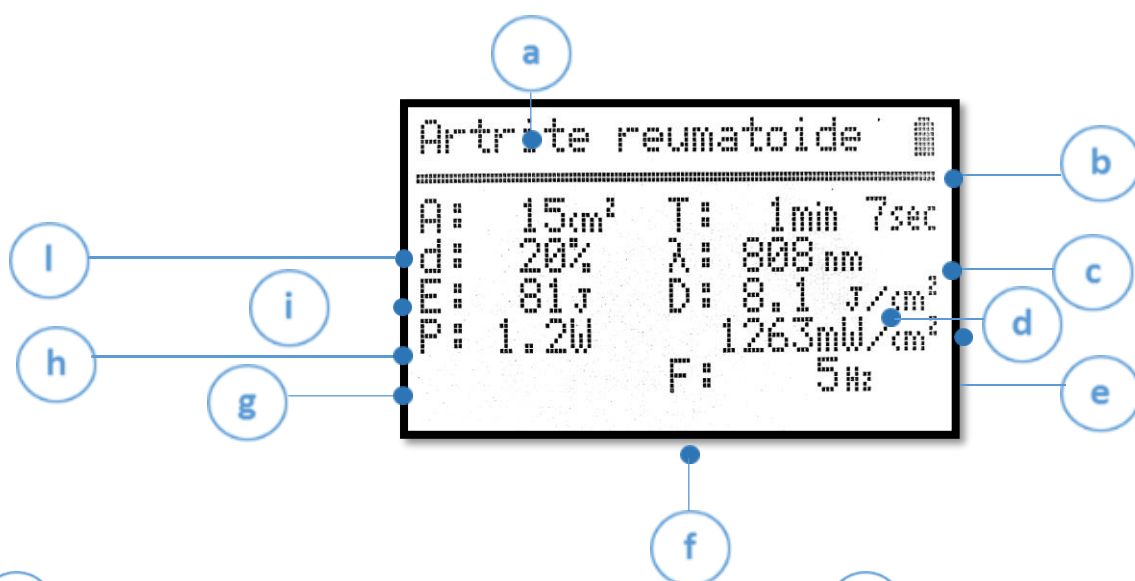 a
Artrite reumatoide
b
A: 15cm² T: 1min 7sec
l
d: 20% λ: 808nm
c
i
E: 81J D: 8.1 J/cm²
d
h
P: 1.2W 1263mW/cm²
g
F: 5Hz
e
f